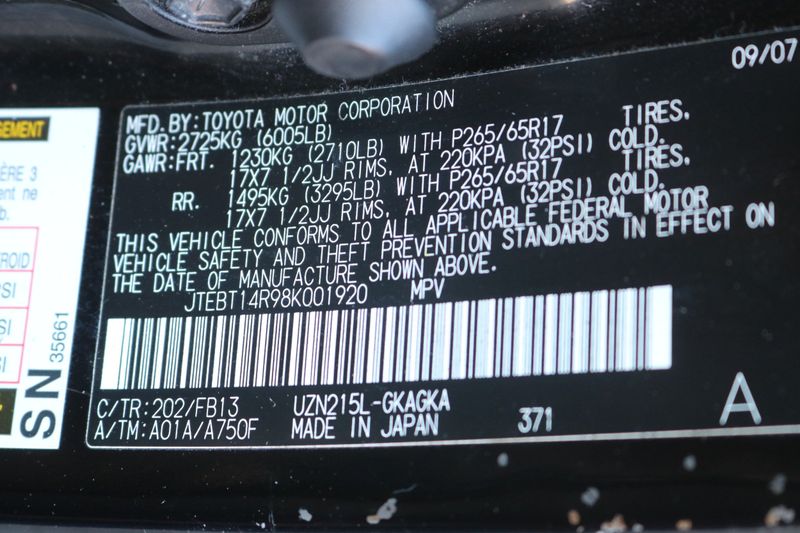 09/07
MFD. BY: TOYOTA MOTOR CORPORATION
GVWR: 2725KG (6005LB)
GAWR: FRT. 1230KG (2710LB) WITH P265/65R17 TIRES.
17X7 1/2JJ RIMS, AT 220KPA (32PSI) COLD.
RR. 1495KG (3295LB) WITH P265/65R17 TIRES.
17X7 1/2JJ RIMS, AT 220KPA (32PSI) COLD.
THIS VEHICLE CONFORMS TO ALL APPLICABLE FEDERAL MOTOR
VEHICLE SAFETY AND THEFT PREVENTION STANDARDS IN EFFECT ON
THE DATE OF MANUFACTURE SHOWN ABOVE.
JTEBT14R98K001920 MPV
C/TR: 202/FB13 UZN215L-GKAGKA
A/TM: A01A/A750F MADE IN JAPAN 371 A
ÈRE 3
ent ne
b.
SN 35661